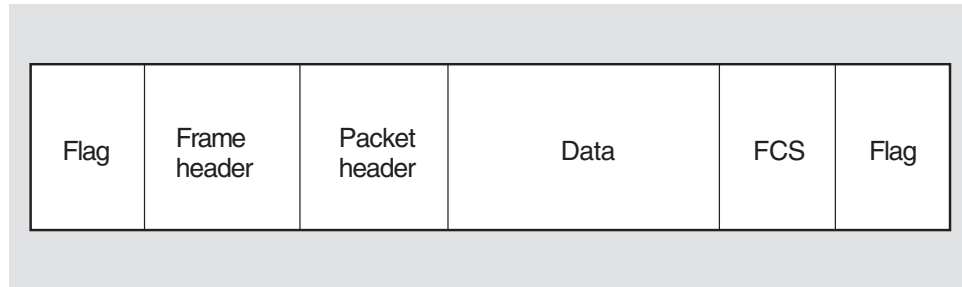 Flag
Frame
header
Packet
header
Data
FCS
Flag